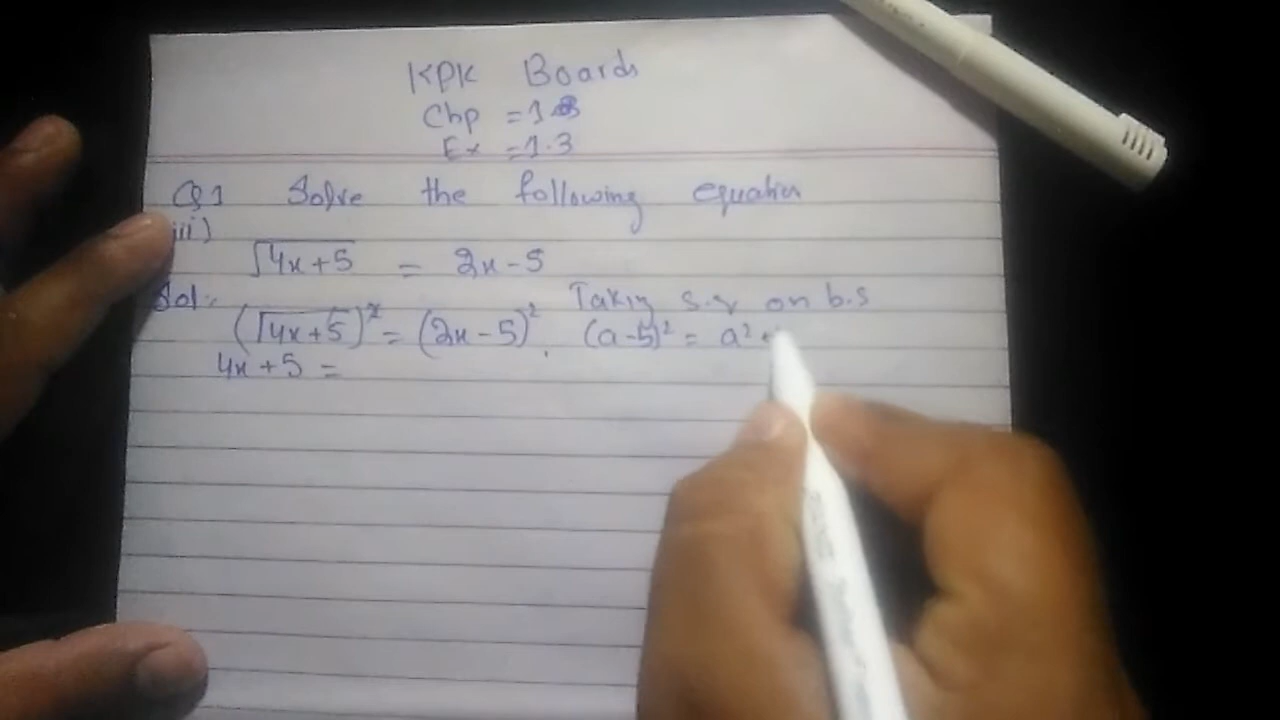 KPK Boards
Chp = 1
Ex = 1.3
Q1 Solve the following equation
iii)
√4x+5 = 2x-5
Sol:
Taking s.r on b.s
(√4x+5)² = (2x-5)². (a-5)² = a²
4x+5 =